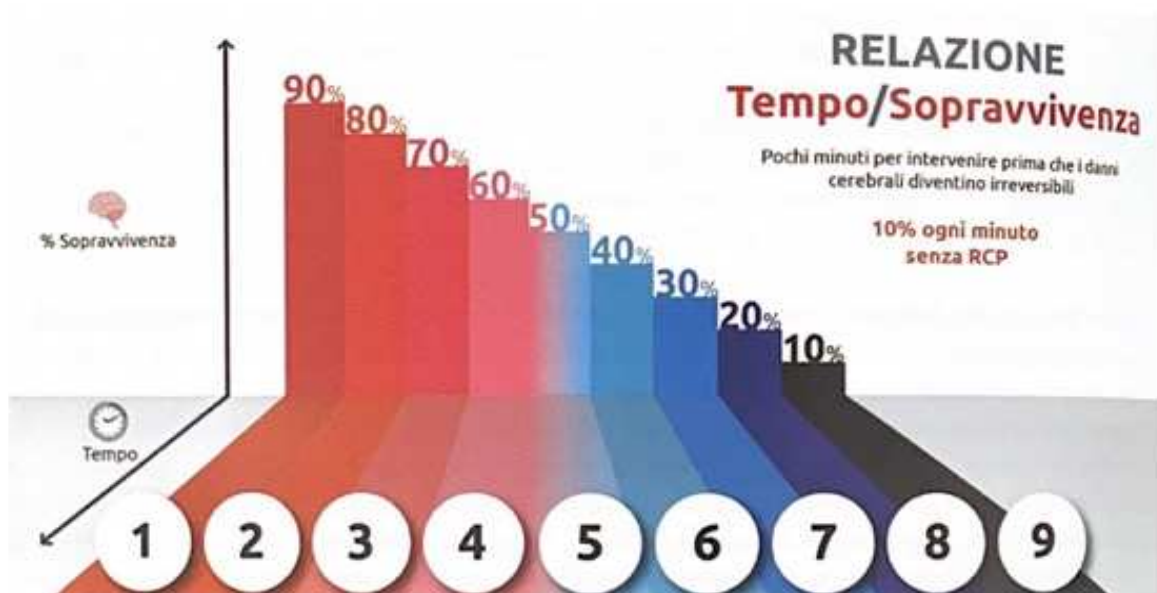 RELAZIONE
Tempo/Sopravvivenza
Pochi minuti per intervenire prima che i danni
cerebrali diventino irreversibili
10% ogni minuto
senza RCP
90%
80%
70%
60%
50%
40%
30%
20%
10%
% Sopravvivenza
Tempo
1 2 3 4 5 6 7 8 9